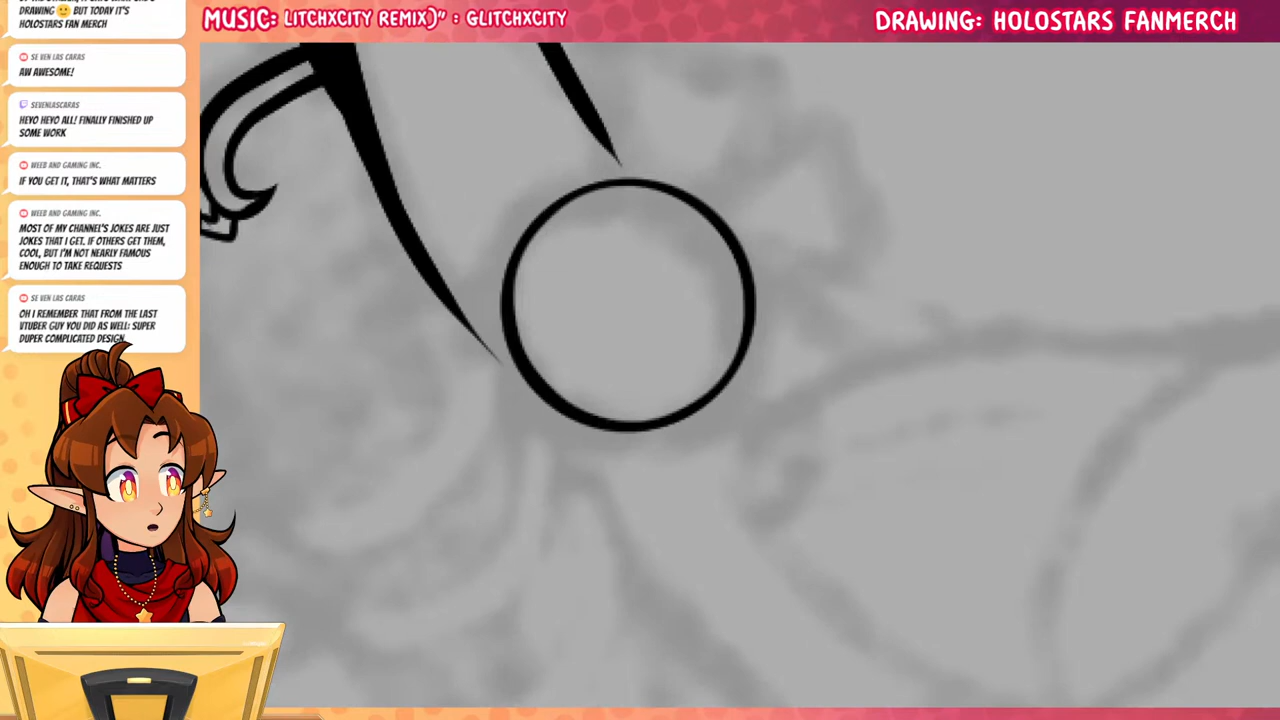 MUSIC: LITCHXCITY REMIX)" : GLITCHXCITY
DRAWING: HOLOSTARS FANMERCH
DRAWING🙂 BUT TODAY IT'S
HOLOSTARS FAN MERCH
SE VEN LAS CARAS
AW AWESOME!
SEVENLASCARAS
HEYO HEYO ALL! FINALLY FINISHED UP
SOME WORK
WEEB AND GAMING INC.
IF YOU GET IT, THAT'S WHAT MATTERS
WEEB AND GAMING INC.
MOST OF MY CHANNEL'S JOKES ARE JUST
JOKES THAT I GET. IF OTHERS GET THEM,
COOL, BUT I'M NOT NEARLY FAMOUS
ENOUGH TO TAKE REQUESTS
SE VEN LAS CARAS
OH I REMEMBER THAT FROM THE LAST
VTUBER GUY YOU DID AS WELL: SUPER
DUPER COMPLICATED DESIGN.